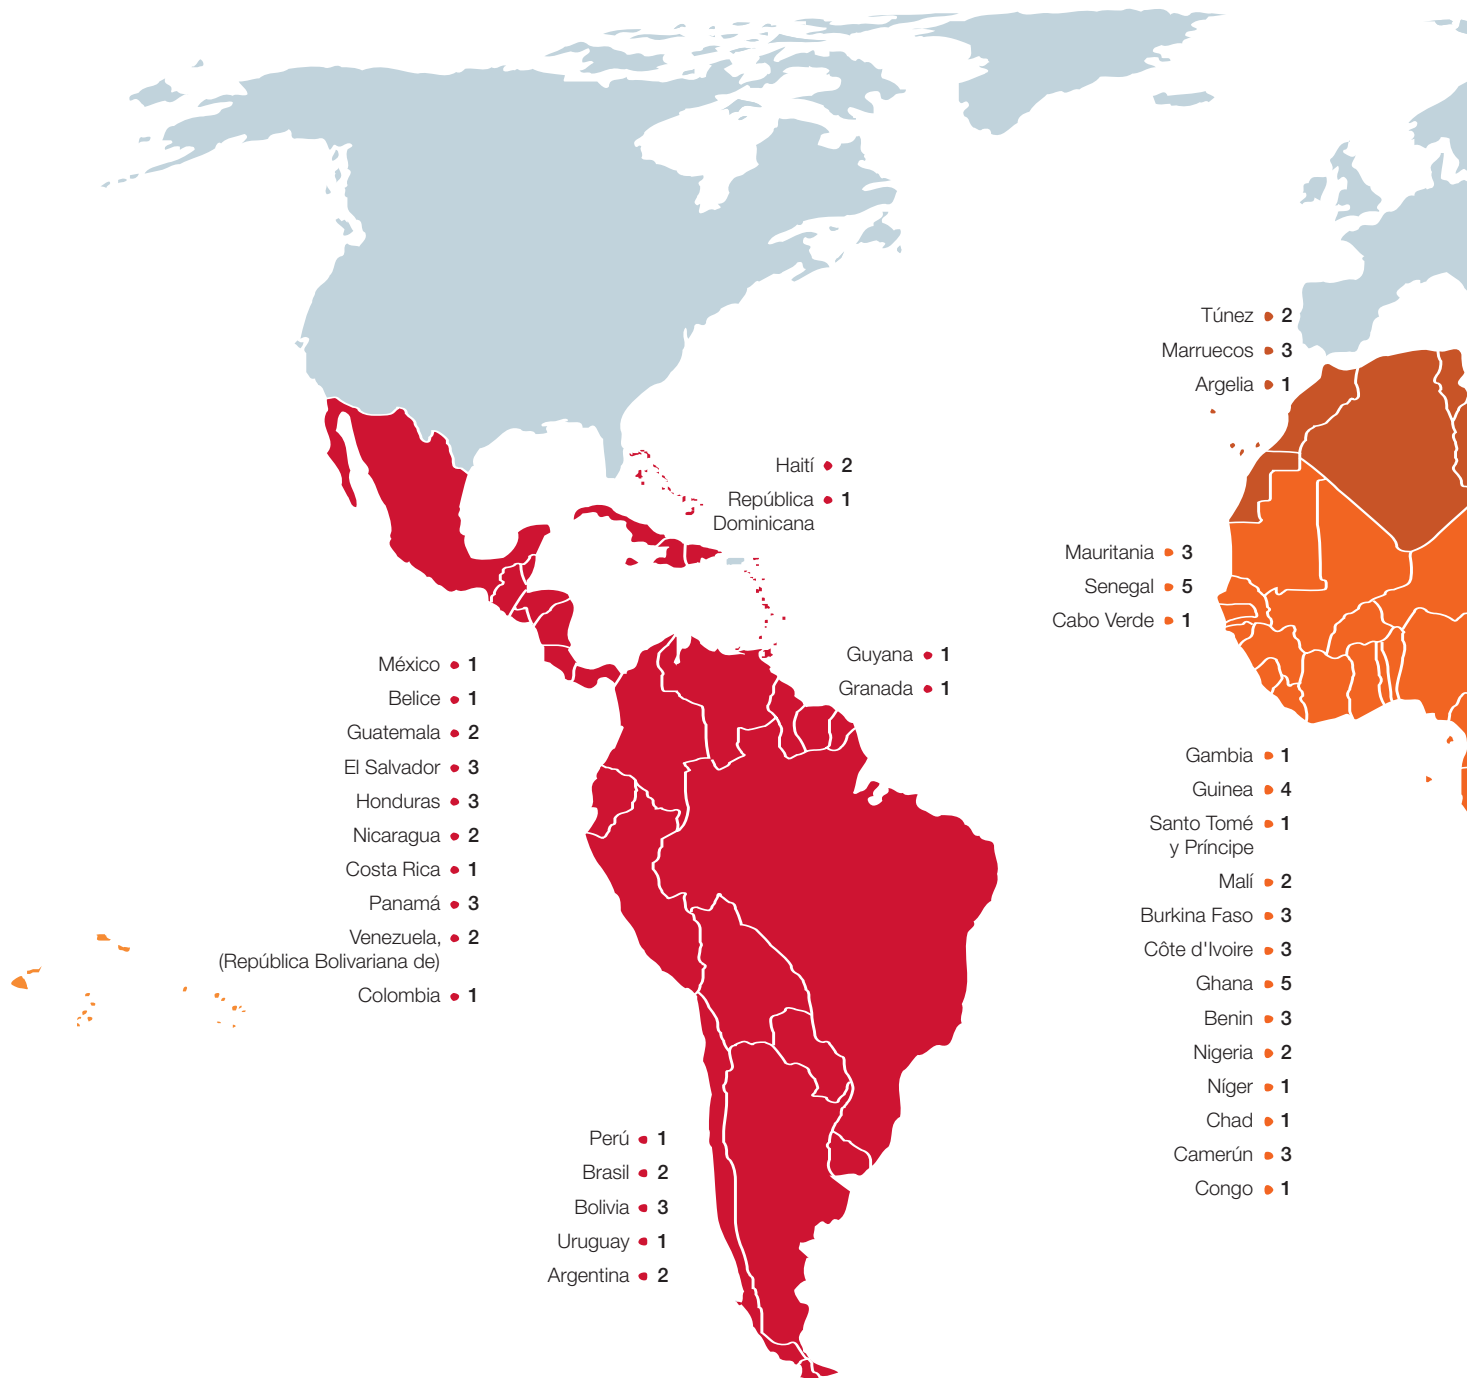 Túnez 2
Marruecos 3
Argelia 1
Haití 2
República 1
Dominicana
Mauritania 3
Senegal 5
Cabo Verde 1
Guyana 1
Granada 1
México 1
Belice 1
Guatemala 2
El Salvador 3
Honduras 3
Nicaragua 2
Costa Rica 1
Panamá 3
Venezuela, 2
(República Bolivariana de)
Colombia 1
Gambia 1
Guinea 4
Santo Tomé 1
y Príncipe
Malí 2
Burkina Faso 3
Côte d'Ivoire 3
Ghana 5
Benin 3
Nigeria 2
Níger 1
Chad 1
Camerún 3
Congo 1
Perú 1
Brasil 2
Bolivia 3
Uruguay 1
Argentina 2